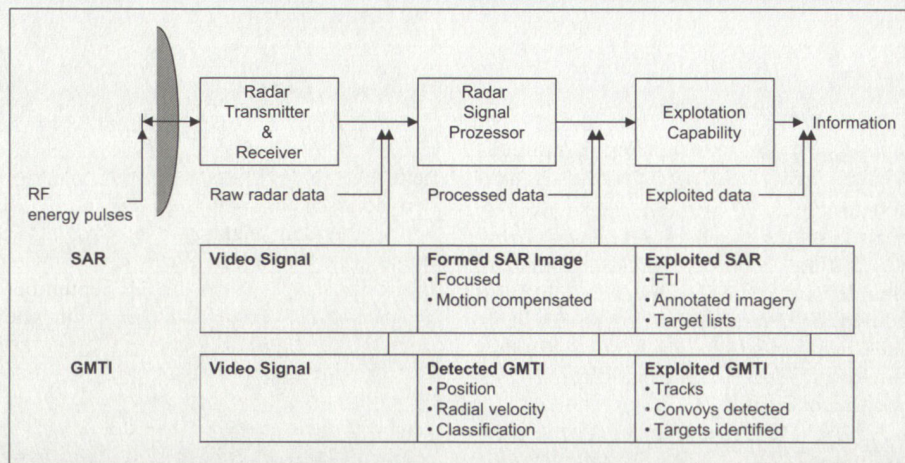 Radar
Transmitter
&
Receiver
Radar
Signal
Prozessor
Explotation
Capability
Information
RF
energy pulses
Raw radar data
Processed data
Exploited data
SAR
Video Signal
Formed SAR Image
• Focused
• Motion compensated
Exploited SAR
• FTI
• Annotated imagery
• Target lists
GMTI
Video Signal
Detected GMTI
• Position
• Radial velocity
• Classification
Exploited GMTI
• Tracks
• Convoys detected
• Targets identified